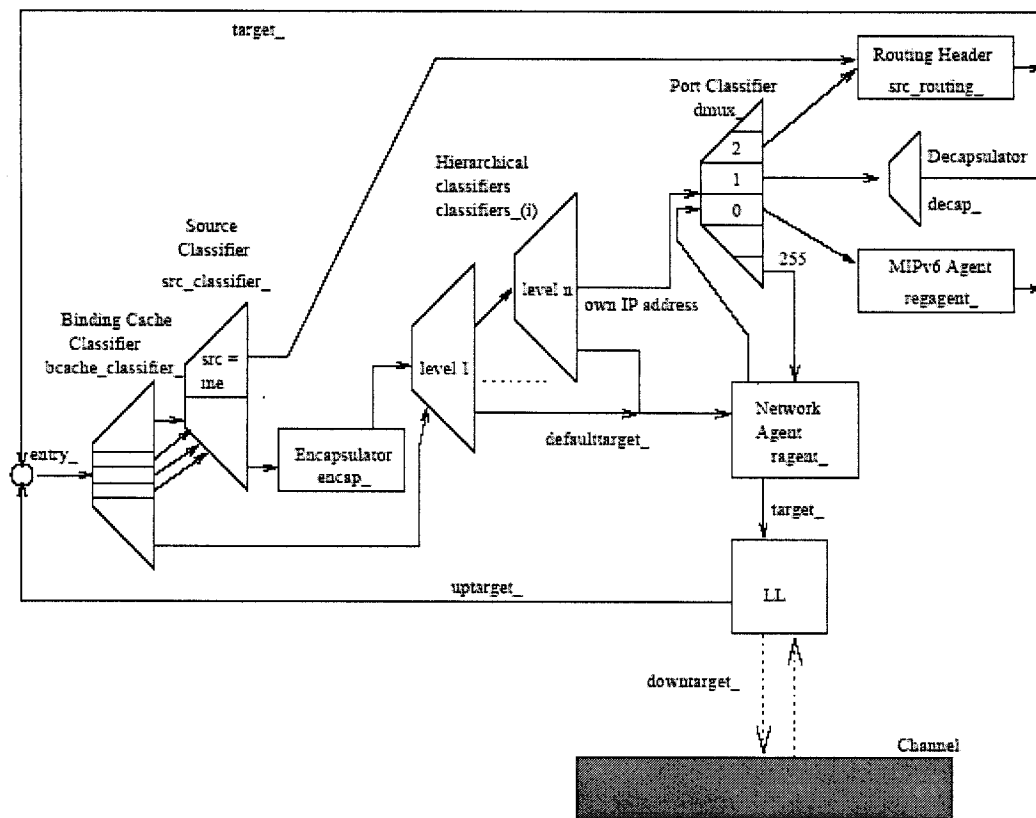 target_
Routing Header
src_routing_
Port Classifier
dmux_
2
1
0
255
Decapsulator
decap_
MIPv6 Agent
regagent_
Hierarchical
classifiers
classifiers_(i)
level n
own IP address
Source
Classifier
src_classifier_
src =
me
Binding Cache
Classifier
bcache_classifier_
level 1
.........
defaulttarget_
Network
Agent
ragent_
entry_
Encapsulator
encap_
target_
uptarget_
LL
downtarget_
Channel